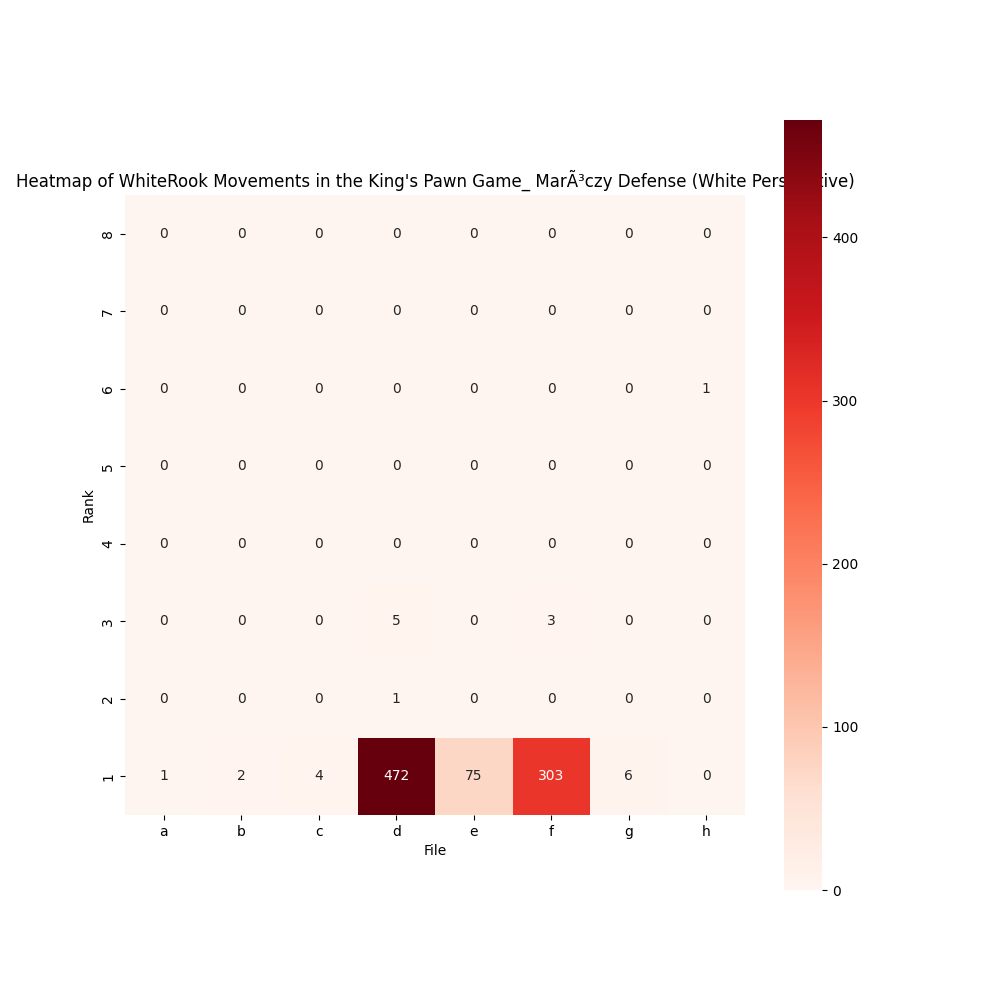 Heatmap of WhiteRook Movements in the King's Pawn Game_ MarÃ³czy Defense (White Pers    ive)
8 0 0 0 0 0 0 0 0
7 0 0 0 0 0 0 0 0
6 0 0 0 0 0 0 0 1
5 0 0 0 0 0 0 0 0
4 0 0 0 0 0 0 0 0
3 0 0 0 5 0 3 0 0
2 0 0 0 1 0 0 0 0
1 1 2 4 472 75 303 6 0
a b c d e f g h
File
Rank
400
300
200
100
0